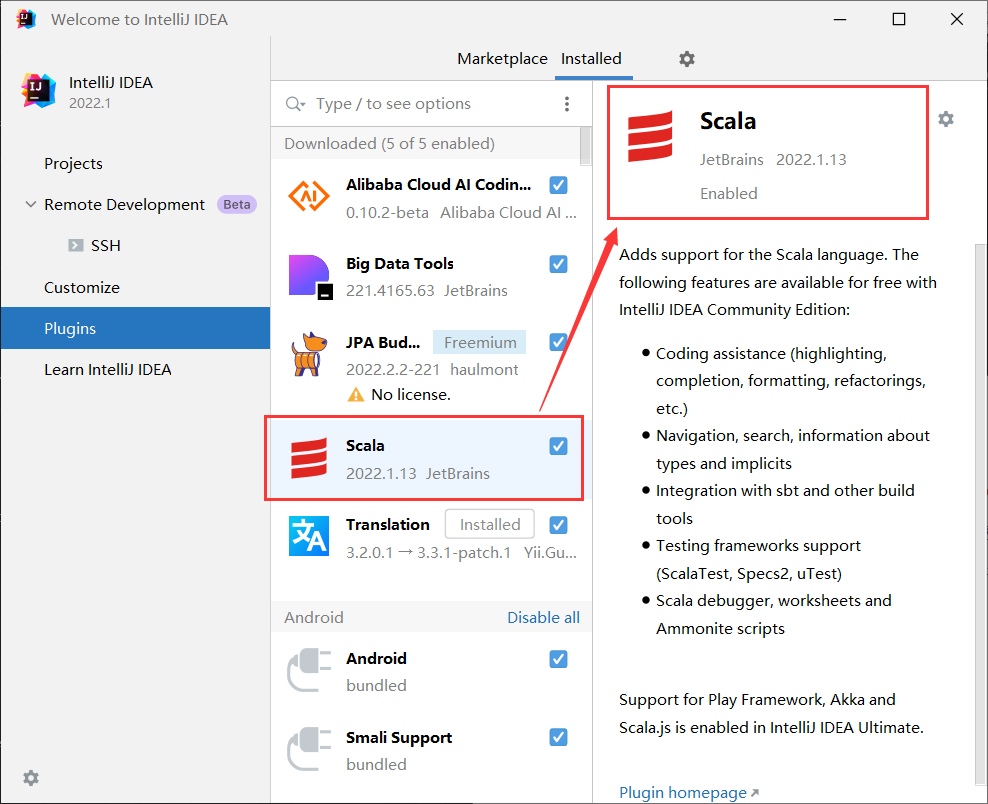 Welcome to IntelliJ IDEA
IntelliJ IDEA
2022.1
Projects
Remote Development Beta
SSH
Customize
Plugins
Learn IntelliJ IDEA
Marketplace Installed
Type / to see options
Downloaded (5 of 5 enabled)
Alibaba Cloud AI Coding...
0.10.2-beta Alibaba Cloud AI ...
Big Data Tools
221.4165.63 JetBrains
JPA Bud... Freemium
2022.2.2-221 haulmont
No license.
Scala
2022.1.13 JetBrains
Translation Installed
3.2.0.1 → 3.3.1-patch.1 Yii.Gu...
Android Disable all
Android
bundled
Smali Support
bundled
Scala
JetBrains 2022.1.13
Enabled
Adds support for the Scala language. The
following features are available for free with
IntelliJ IDEA Community Edition:
● Coding assistance (highlighting,
completion, formatting, refactorings,
etc.)
● Navigation, search, information about
types and implicits
● Integration with sbt and other build
tools
● Testing frameworks support
(ScalaTest, Specs2, uTest)
● Scala debugger, worksheets and
Ammonite scripts
Support for Play Framework, Akka and
Scala.js is enabled in IntelliJ IDEA Ultimate.
Plugin homepage ↗